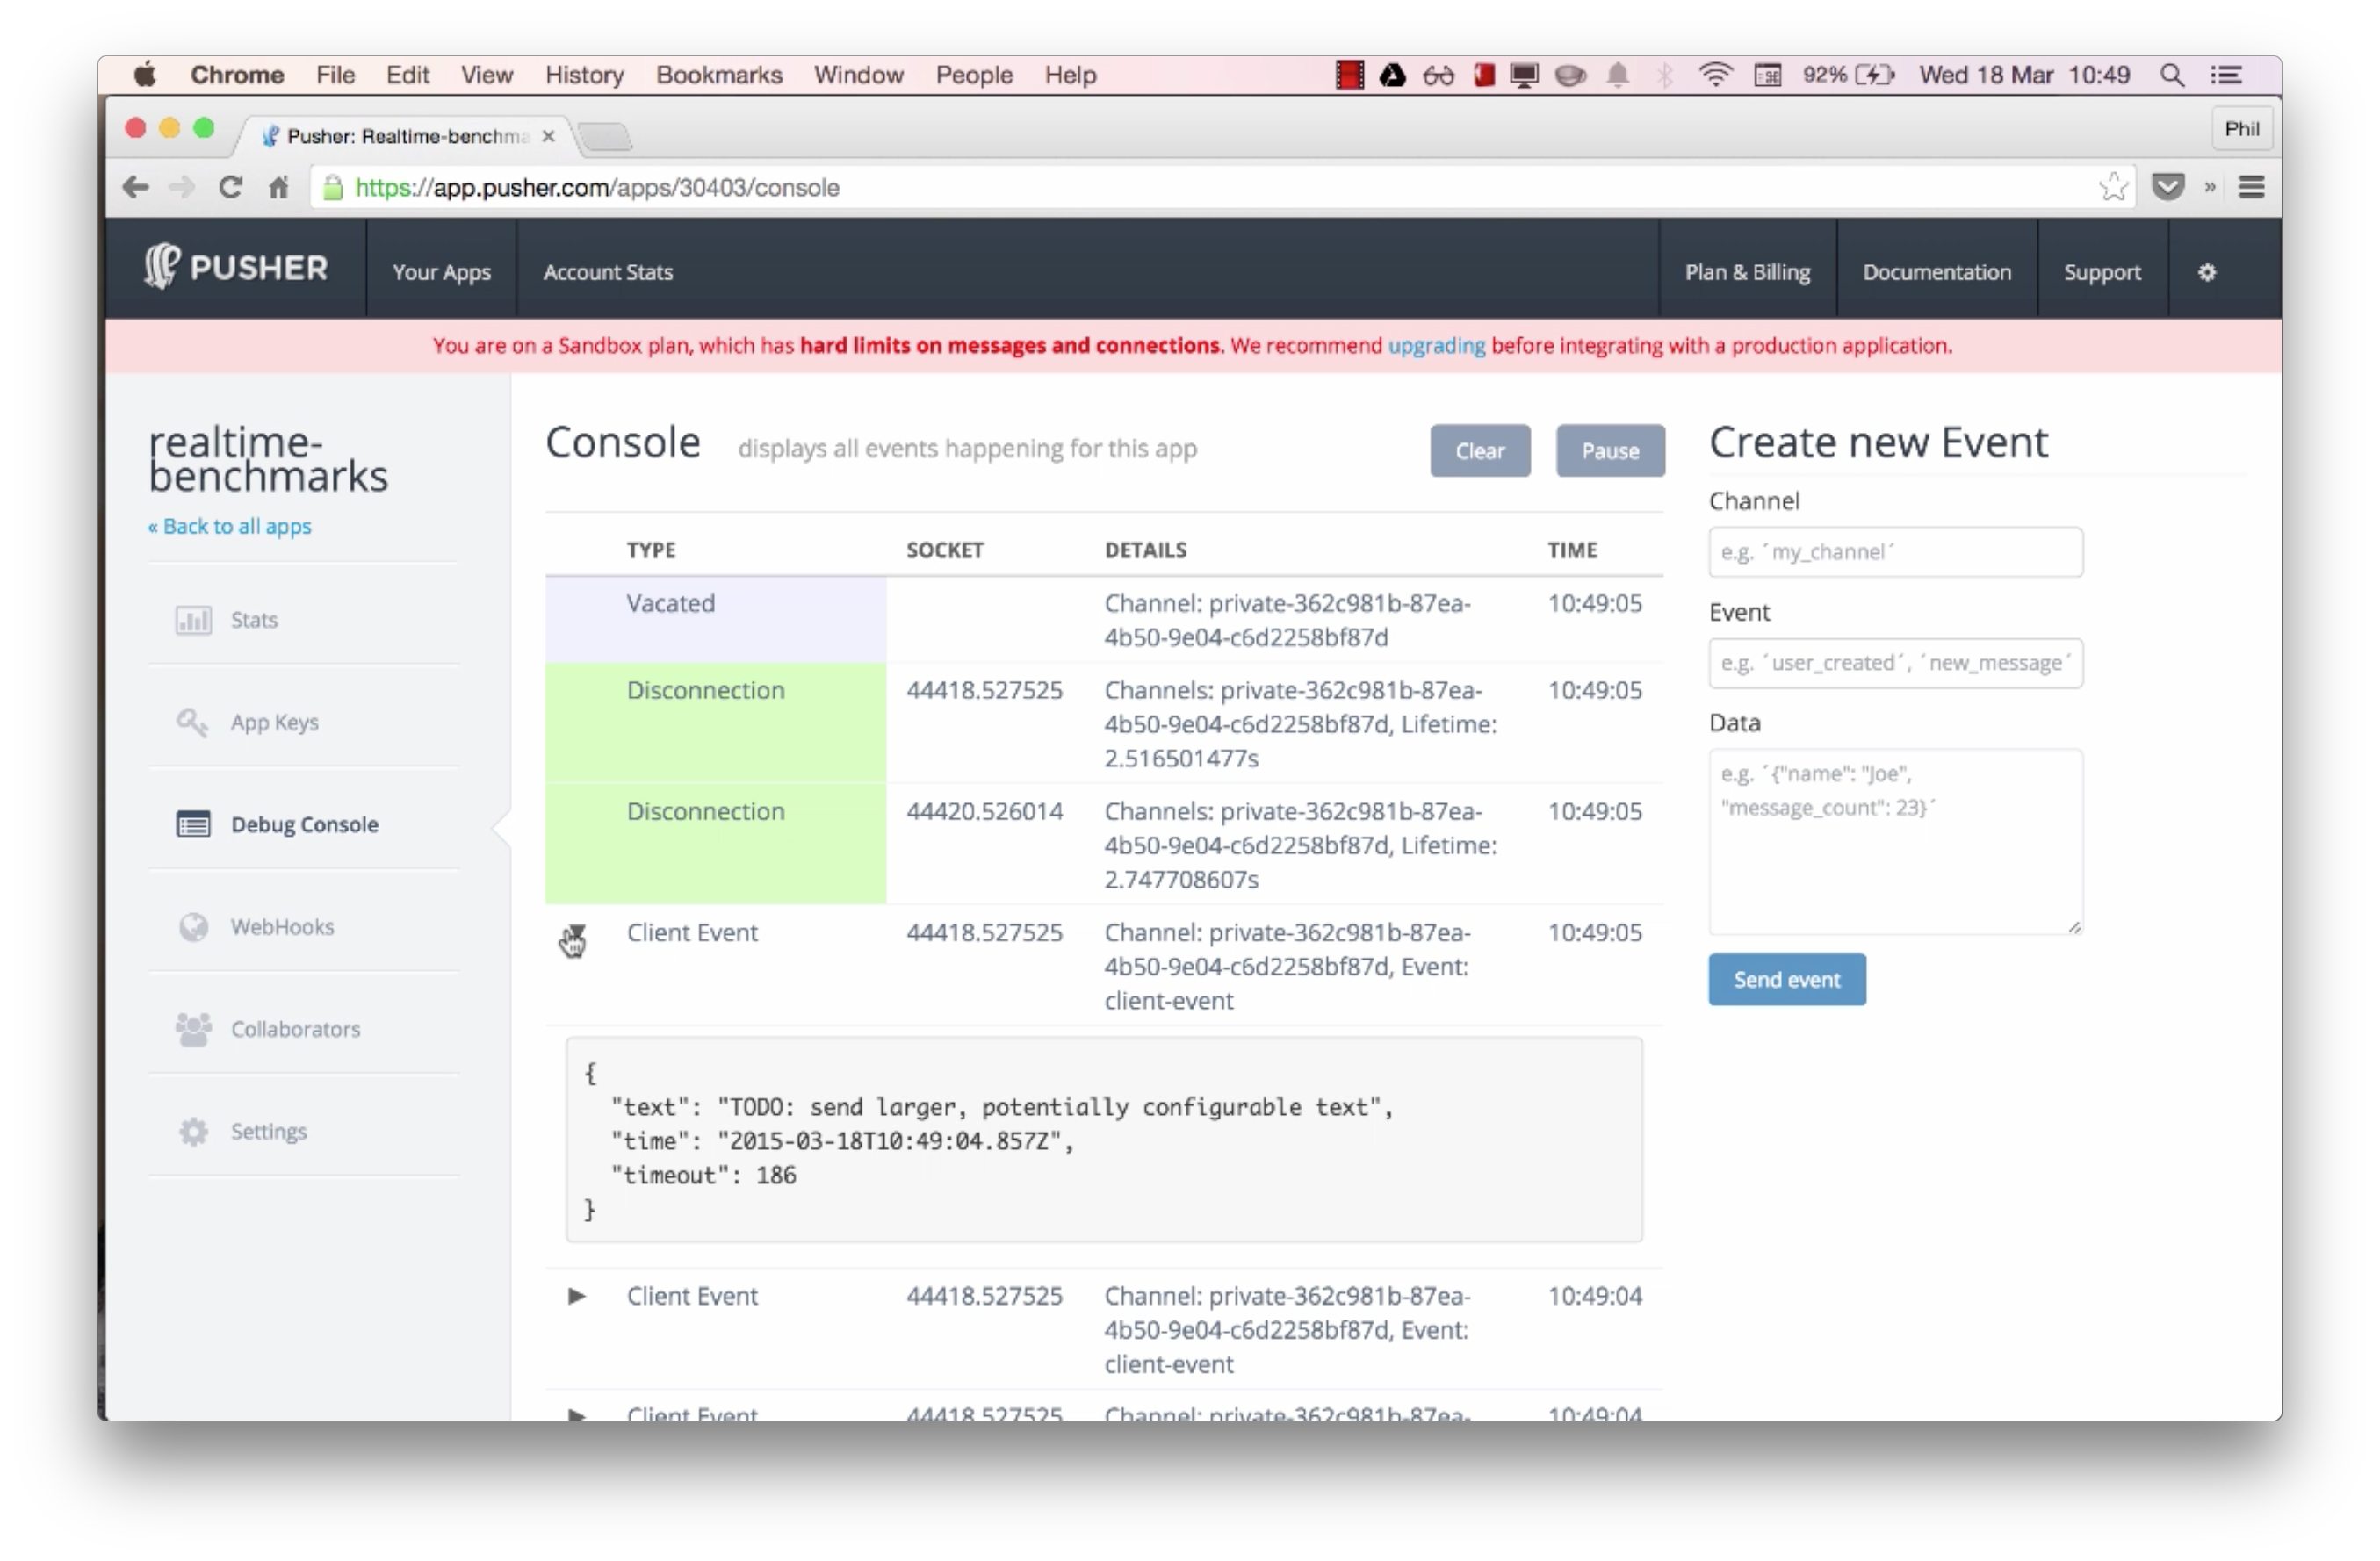 Chrome File Edit View History Bookmarks Window People Help 92% Wed 18 Mar 10:49
Pusher: Realtime-benchma
Phil
https://app.pusher.com/apps/30403/console
PUSHER Your Apps Account Stats Plan & Billing Documentation Support
You are on a Sandbox plan, which has hard limits on messages and connections. We recommend upgrading before integrating with a production application.
realtime-
benchmarks
« Back to all apps
Stats
App Keys
Debug Console
WebHooks
Collaborators
Settings
Console displays all events happening for this app Clear Pause
TYPE SOCKET DETAILS TIME
Vacated Channel: private-362c981b-87ea- 10:49:05
4b50-9e04-c6d2258bf87d
Disconnection 44418.527525 Channels: private-362c981b-87ea- 10:49:05
4b50-9e04-c6d2258bf87d, Lifetime:
2.516501477s
Disconnection 44420.526014 Channels: private-362c981b-87ea- 10:49:05
4b50-9e04-c6d2258bf87d, Lifetime:
2.747708607s
Client Event 44418.527525 Channel: private-362c981b-87ea- 10:49:05
4b50-9e04-c6d2258bf87d, Event:
client-event
{
"text": "TODO: send larger, potentially configurable text",
"time": "2015-03-18T10:49:04.857Z",
"timeout": 186
}
Client Event 44418.527525 Channel: private-362c981b-87ea- 10:49:04
4b50-9e04-c6d2258bf87d, Event:
client-event
Client Event 44418.527525 Channel: private-362c981b-87ea- 10:49:04
Create new Event
Channel
e.g. ´my_channel´
Event
e.g. ´user_created´, ´new_message´
Data
e.g. ´{"name": "Joe",
"message_count": 23}´
Send event